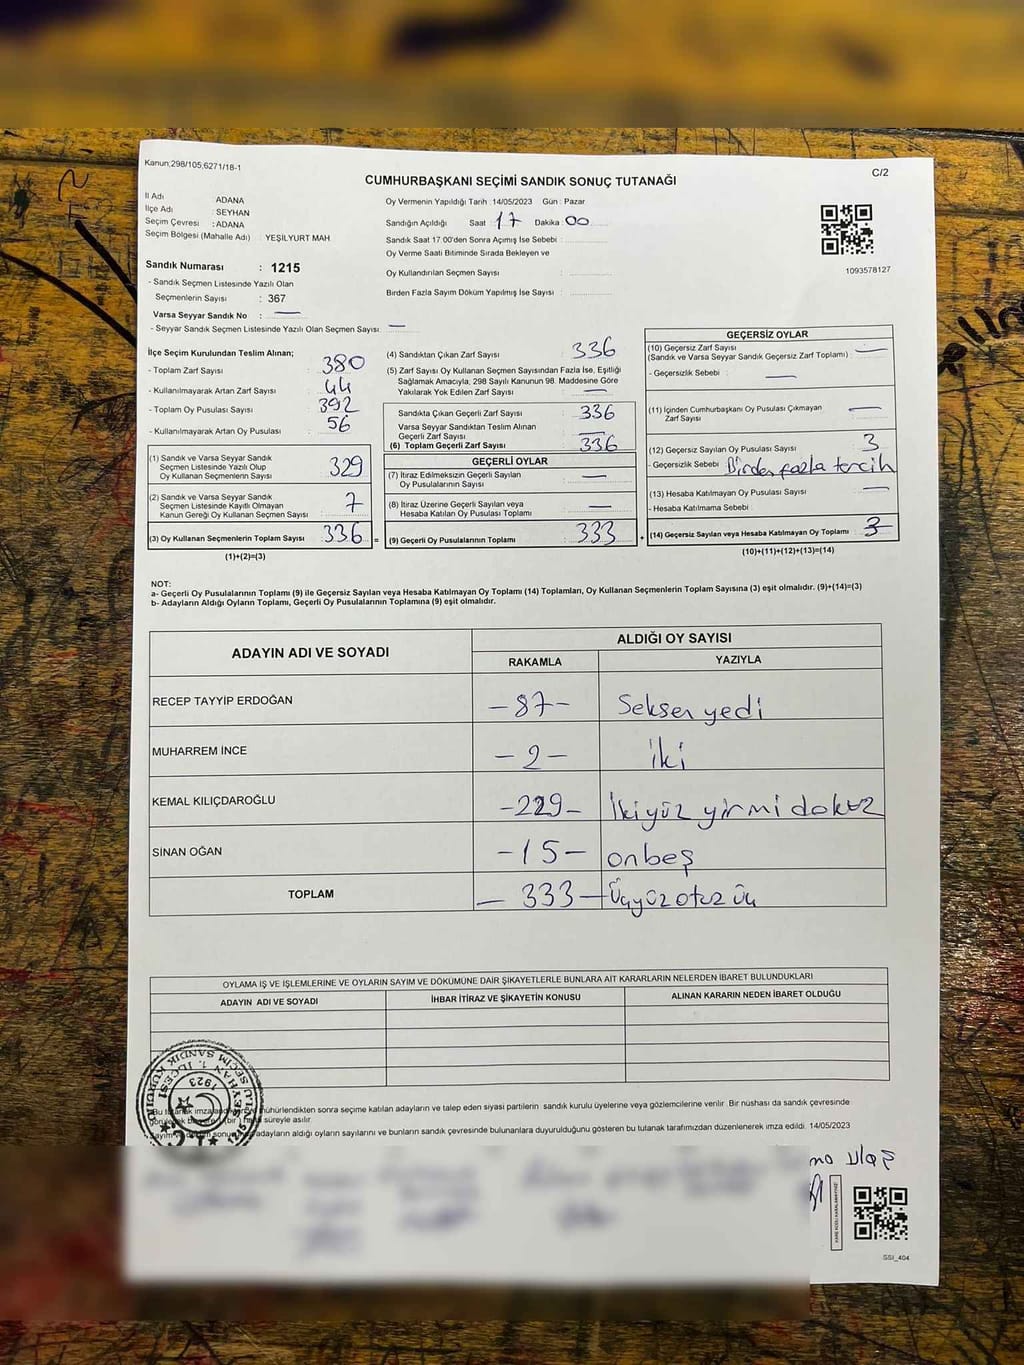 Kanun;298/105,6271/18-1
C/2
CUMHURBAŞKANI SEÇİMİ SANDIK SONUÇ TUTANAĞI
İl Adı ADANA
İlçe Adı : SEYHAN
Seçim Çevresi : ADANA
Seçim Bölgesi (Mahalle Adı) : YEŞİLYURT MAH
Sandık Numarası : 1215
- Sandık Seçmen Listesinde Yazılı Olan
Seçmenlerin Sayısı : 367
Varsa Seyyar Sandık No : —
- Seyyar Sandık Seçmen Listesinde Yazılı Olan Seçmen Sayısı: —
Oy Vermenin Yapıldığı Tarih : 14/05/2023 Gün : Pazar
Sandığın Açıldığı Saat : 17 Dakika : 00
Sandık Saat 17.00'den Sonra Açımış İse Sebebi :
Oy Verme Saati Bitiminde Sırada Bekleyen ve
Oy Kullandırılan Seçmen Sayısı :
Birden Fazla Sayım Döküm Yapılmış İse Sayısı :
1093578127
İlçe Seçim Kurulundan Teslim Alınan;
- Toplam Zarf Sayısı : 380
- Kullanılmayarak Artan Zarf Sayısı : 44
- Toplam Oy Pusulası Sayısı : 392
- Kullanılmayarak Artan Oy Pusulası : 56
(1) Sandık ve Varsa Seyyar Sandık
Seçmen Listesinde Yazılı Olup
Oy Kullanan Seçmenlerin Sayısı : 329
(2) Sandık ve Varsa Seyyar Sandık
Seçmen Listesinde Kayıtlı Olmayan
Kanun Gereği Oy Kullanan Seçmen Sayısı : 7
(3) Oy Kullanan Seçmenlerin Toplam Sayısı : 336 =
(1)+(2)=(3)
(4) Sandıktan Çıkan Zarf Sayısı : 336
(5) Zarf Sayısı Oy Kullanan Seçmen Sayısından Fazla İse, Eşitliği
Sağlamak Amacıyla, 298 Sayılı Kanunun 98. Maddesine Göre
Yakılarak Yok Edilen Zarf Sayısı : —
Sandıkta Çıkan Geçerli Zarf Sayısı : 336
Varsa Seyyar Sandıktan Teslim Alınan
Geçerli Zarf Sayısı : —
(6) Toplam Geçerli Zarf Sayısı : 336
GEÇERLİ OYLAR
(7) İtiraz Edilmeksizin Geçerli Sayılan
Oy Pusulalarının Sayısı : —
(8) İtiraz Üzerine Geçerli Sayılan veya
Hesaba Katılan Oy Pusulası Toplamı : —
(9) Geçerli Oy Pusulalarının Toplamı : 333 +
GEÇERSİZ OYLAR
(10) Geçersiz Zarf Sayısı
(Sandık ve Varsa Seyyar Sandık Geçersiz Zarf Toplamı) : —
- Geçersizlik Sebebi : —
(11) İçinden Cumhurbaşkanı Oy Pusulası Çıkmayan
Zarf Sayısı : —
(12) Geçersiz Sayılan Oy Pusulası Sayısı : 3
- Geçersizlik Sebebi : Birden fazla tercih
(13) Hesaba Katılmayan Oy Pusulası Sayısı : —
- Hesaba Katılmama Sebebi :
(14) Geçersiz Sayılan veya Hesaba Katılmayan Oy Toplamı : 3
(10)+(11)+(12)+(13)=(14)
NOT:
a- Geçerli Oy Pusulalarının Toplamı (9) ile Geçersiz Sayılan veya Hesaba Katılmayan Oy Toplamı (14) Toplamları, Oy Kullanan Seçmenlerin Toplam Sayısına (3) eşit olmalıdır. (9)+(14)=(3)
b- Adayların Aldığı Oyların Toplamı, Geçerli Oy Pusulalarının Toplamına (9) eşit olmalıdır.
ADAYIN ADI VE SOYADI
ALDIĞI OY SAYISI
RAKAMLA YAZIYLA
RECEP TAYYİP ERDOĞAN -87- Seksen yedi
MUHARREM İNCE -2- iki
KEMAL KILIÇDAROĞLU -229- İkiyüz yirmi dokuz
SİNAN OĞAN -15- onbeş
TOPLAM - 333 - Üçyüz otuz üç
OYLAMA İŞ VE İŞLEMLERINE VE OYLARIN SAYIM VE DÖKÜMÜNE DAİR ŞİKAYETLERLE BUNLARA AİT KARARLARIN NELERDEN İBARET BULUNDUKLARI
ADAYIN ADI VE SOYADI İHBAR İTİRAZ VE ŞİKAYETİN KONUSU ALINAN KARARIN NEDEN İBARET OLDUĞU
SEYHAN 1. İLÇESİ
SEÇİM SANDIK KURULU
1923
T.C
Bu tutanak imzalandıktan mühürlendikten sonra seçime katılan adayların ve talep eden siyasi partilerin sandık kurulu üyelerine veya gözlemcilerine verilir. Bir nüshası da sandık çevresinde
(bir) hafta süreyle asılır.
adayların aldığı oyların sayılarını ve bunların sandık çevresinde bulunanlara duyurulduğunu gösteren bu tutanak tarafımızdan düzenlenerek imza edildi. 14/05/2023
Ulaş
KARE KODU KARALAMAYINIZ
SSI_404